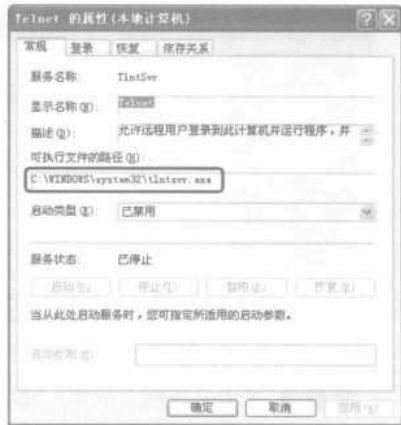 Telnet 的属性(本地计算机)
常规 登录 恢复 依存关系
服务名称: TlntSvr
显示名称(N): Telnet
描述(D): 允许远程用户登录到此计算机并运行程序，并
可执行文件的路径(H):
C:\WINDOWS\system32\tlntsvr.exe
启动类型(E): 已禁用
服务状态: 已停止
启动(S) 停止(T) 暂停(P) 恢复(R)
当从此处启动服务时，您可指定所适用的启动参数。
启动参数(M):
确定 取消 应用(A)